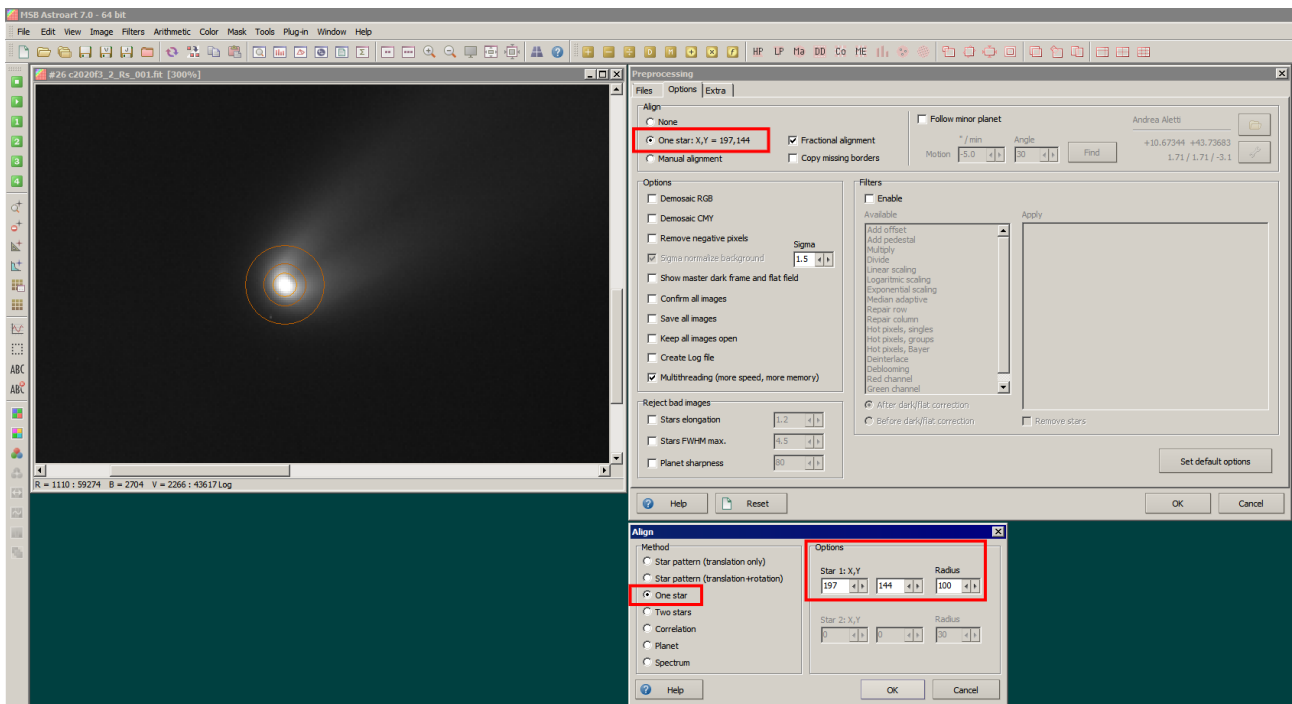 MSB Astroart 7.0 - 64 bit
File Edit View Image Filters Arithmetic Color Mask Tools Plug-in Window Help
HP LP Ma DD Co ME
#26 c2020f3_2_Rs_001.fit [300%]
1
2
3
4
ABC
ABC
R = 1110 : 59274 B = 2704 V = 2266 : 43617 Log
Preprocessing
Files Options Extra
Align
None
One star: X,Y = 197,144
Manual alignment
Fractional alignment
Copy missing borders
Follow minor planet
" / min Angle
Motion -5.0 30 Find
Andrea Aletti
+10.67344 +43.73683
1.71 / 1.71 / -3.1
Options
Demosaic RGB
Demosaic CMY
Remove negative pixels
Sigma
Sigma normalize background 1.5
Show master dark frame and flat field
Confirm all images
Save all images
Keep all images open
Create Log file
Multithreading (more speed, more memory)
Reject bad images
Stars elongation 1.2
Stars FWHM max. 4.5
Planet sharpness 80
Filters
Enable
Available Apply
Add offset
Add pedestal
Multiply
Divide
Linear scaling
Logaritmic scaling
Exponential scaling
Median adaptive
Repair row
Repair column
Hot pixels, singles
Hot pixels, groups
Hot pixels, Bayer
Deinterlace
Deblooming
Red channel
Green channel
After dark/flat correction
Before dark/flat correction
Remove stars
Set default options
Help Reset OK Cancel
Align
Method
Star pattern (translation only)
Star pattern (translation+rotation)
One star
Two stars
Correlation
Planet
Spectrum
Options
Star 1: X,Y Radius
197 144 100
Star 2: X,Y Radius
0 0 30
Help OK Cancel